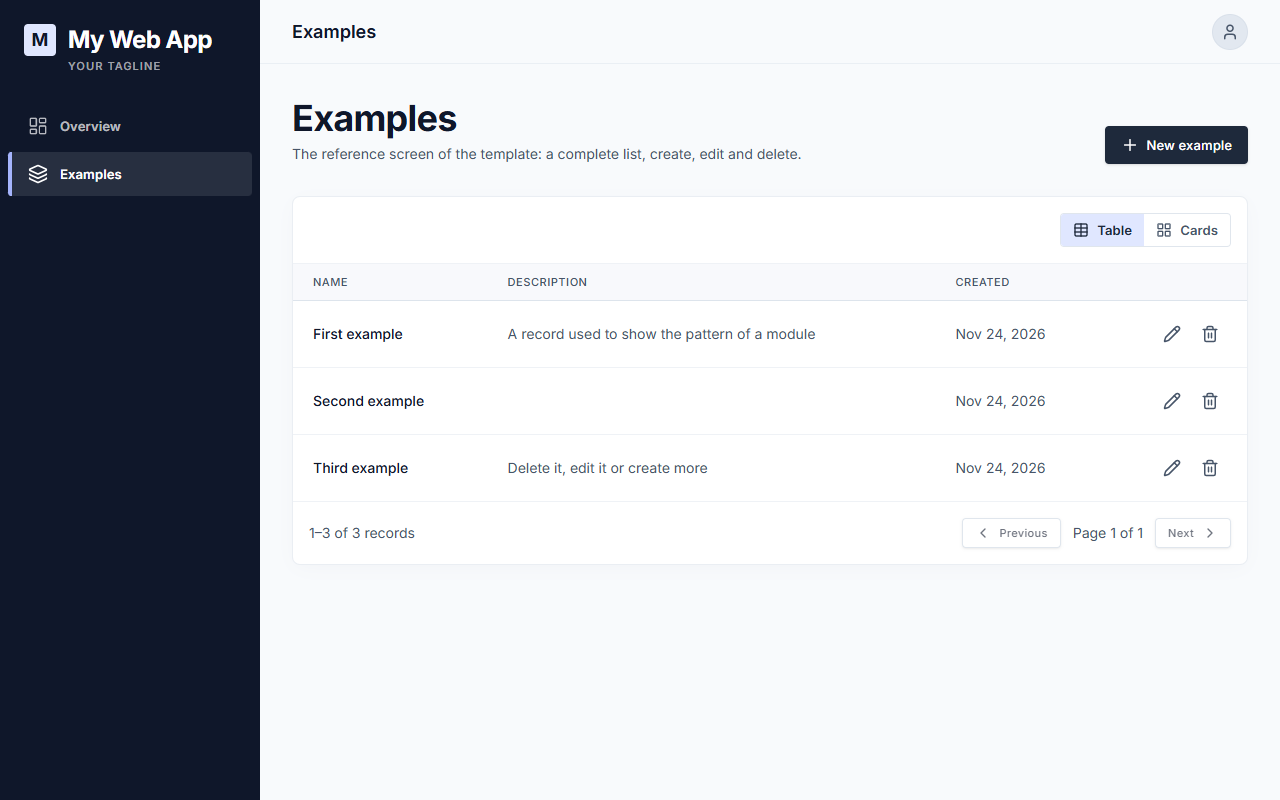 M My Web App
YOUR TAGLINE
Overview
Examples
Examples
Examples
The reference screen of the template: a complete list, create, edit and delete.
New example
Table Cards
NAME DESCRIPTION CREATED
First example A record used to show the pattern of a module Nov 24, 2026
Second example Nov 24, 2026
Third example Delete it, edit it or create more Nov 24, 2026
1–3 of 3 records Previous Page 1 of 1 Next